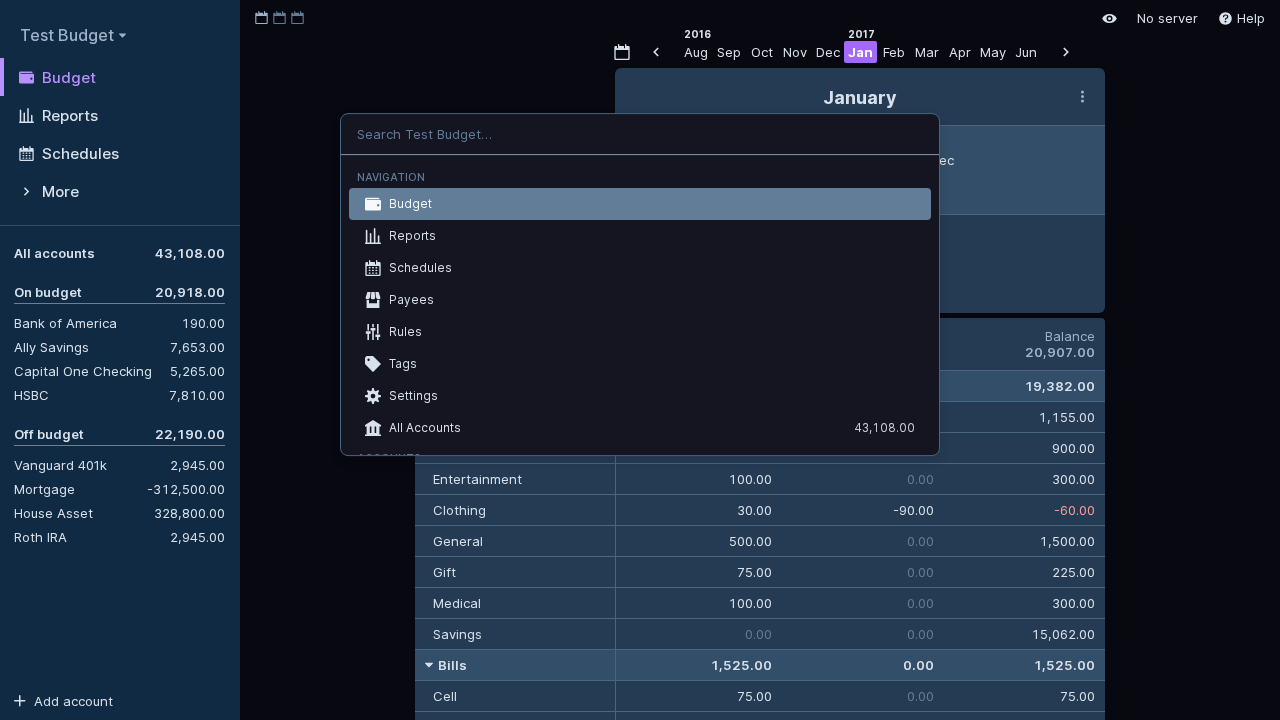 Test Budget
Budget
Reports
Schedules
More
All accounts 43,108.00
On budget 20,918.00
Bank of America 190.00
Ally Savings 7,653.00
Capital One Checking 5,265.00
HSBC 7,810.00
Off budget 22,190.00
Vanguard 401k 2,945.00
Mortgage -312,500.00
House Asset 328,800.00
Roth IRA 2,945.00
Add account
No server
Help
2016 2017
Aug Sep Oct Nov Dec Jan Feb Mar Apr May Jun
January
ec
Search Test Budget...
NAVIGATION
Budget
Reports
Schedules
Payees
Rules
Tags
Settings
All Accounts 43,108.00
Balance
20,907.00
19,382.00
1,155.00
900.00
Entertainment 100.00 0.00 300.00
Clothing 30.00 -90.00 -60.00
General 500.00 0.00 1,500.00
Gift 75.00 0.00 225.00
Medical 100.00 0.00 300.00
Savings 0.00 0.00 15,062.00
Bills 1,525.00 0.00 1,525.00
Cell 75.00 0.00 75.00